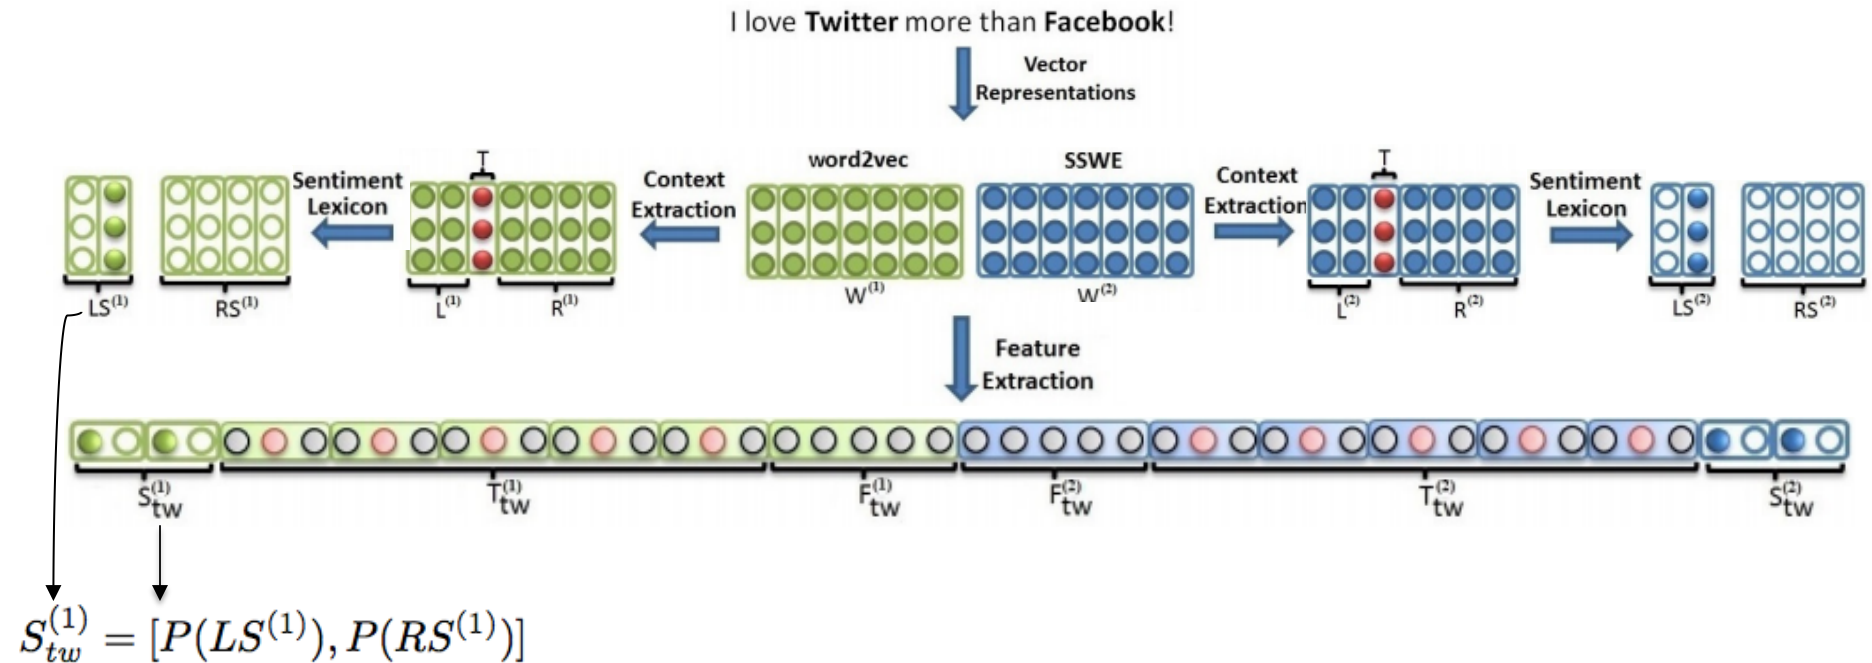 I love Twitter more than Facebook!
Vector
Representations
word2vec
SSWE
T
T
Sentiment
Lexicon
Context
Extraction
Context
Extraction
Sentiment
Lexicon
LS(1)
RS(1)
L(1)
R(1)
W(1)
W(2)
L(2)
R(2)
LS(2)
RS(2)
Feature
Extraction
S(1)tw
T(1)tw
F(1)tw
F(2)tw
T(2)tw
S(2)tw
S(1)tw = [P(LS(1)), P(RS(1))]